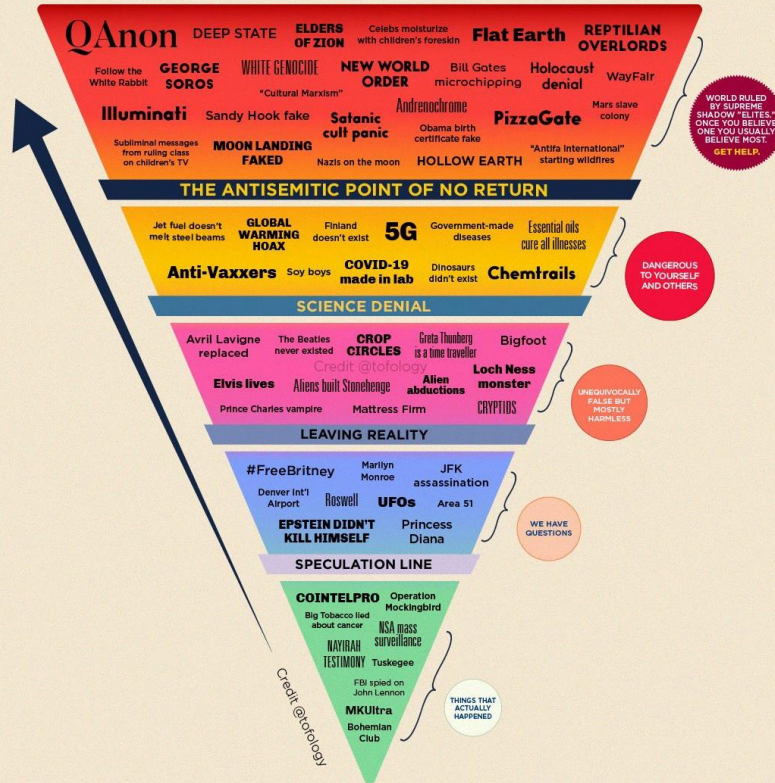 QAnon
DEEP STATE
ELDERS
OF ZION
Celebs moisturize
with children's foreskin
Flat Earth
REPTILIAN
OVERLORDS
Follow the
White Rabbit
GEORGE
SOROS
WHITE GENOCIDE
"Cultural Marxism"
NEW WORLD
ORDER
Bill Gates
microchipping
Holocaust
denial
WayFair
Illuminati
Sandy Hook fake
Satanic
cult panic
Andrenochrome
Obama birth
certificate fake
PizzaGate
Mars slave
colony
Subliminal messages
from ruling class
on children's TV
MOON LANDING
FAKED
Nazis on the moon
HOLLOW EARTH
"Antifa International"
starting wildfires
WORLD RULED
BY SUPREME
SHADOW "ELITES."
ONCE YOU BELIEVE
ONE YOU USUALLY
BELIEVE MOST.
GET HELP.
THE ANTISEMITIC POINT OF NO RETURN
Jet fuel doesn't
melt steel beams
GLOBAL
WARMING
HOAX
Finland
doesn't exist
5G
Government-made
diseases
Essential oils
cure all illnesses
Anti-Vaxxers
Soy boys
COVID-19
made in lab
Dinosaurs
didn't exist
Chemtrails
DANGEROUS
TO YOURSELF
AND OTHERS
SCIENCE DENIAL
Avril Lavigne
replaced
The Beatles
never existed
CROP
CIRCLES
Greta Thunberg
is a time traveller
Bigfoot
Credit @tofology
Elvis lives
Aliens built Stonehenge
Alien
abductions
Loch Ness
monster
Prince Charles vampire
Mattress Firm
CRYPTIDS
UNEQUIVOCALLY
FALSE BUT
MOSTLY
HARMLESS
LEAVING REALITY
#FreeBritney
Marilyn
Monroe
JFK
assassination
Denver Int'l
Airport
Roswell
UFOs
Area 51
EPSTEIN DIDN'T
KILL HIMSELF
Princess
Diana
WE HAVE
QUESTIONS
SPECULATION LINE
COINTELPRO
Operation
Mockingbird
Big Tobacco lied
about cancer
NSA mass
surveillance
NAYIRAH
TESTIMONY
Tuskegee
FBI spied on
John Lennon
MKUltra
Bohemian
Club
THINGS THAT
ACTUALLY
HAPPENED
Credit @tofology